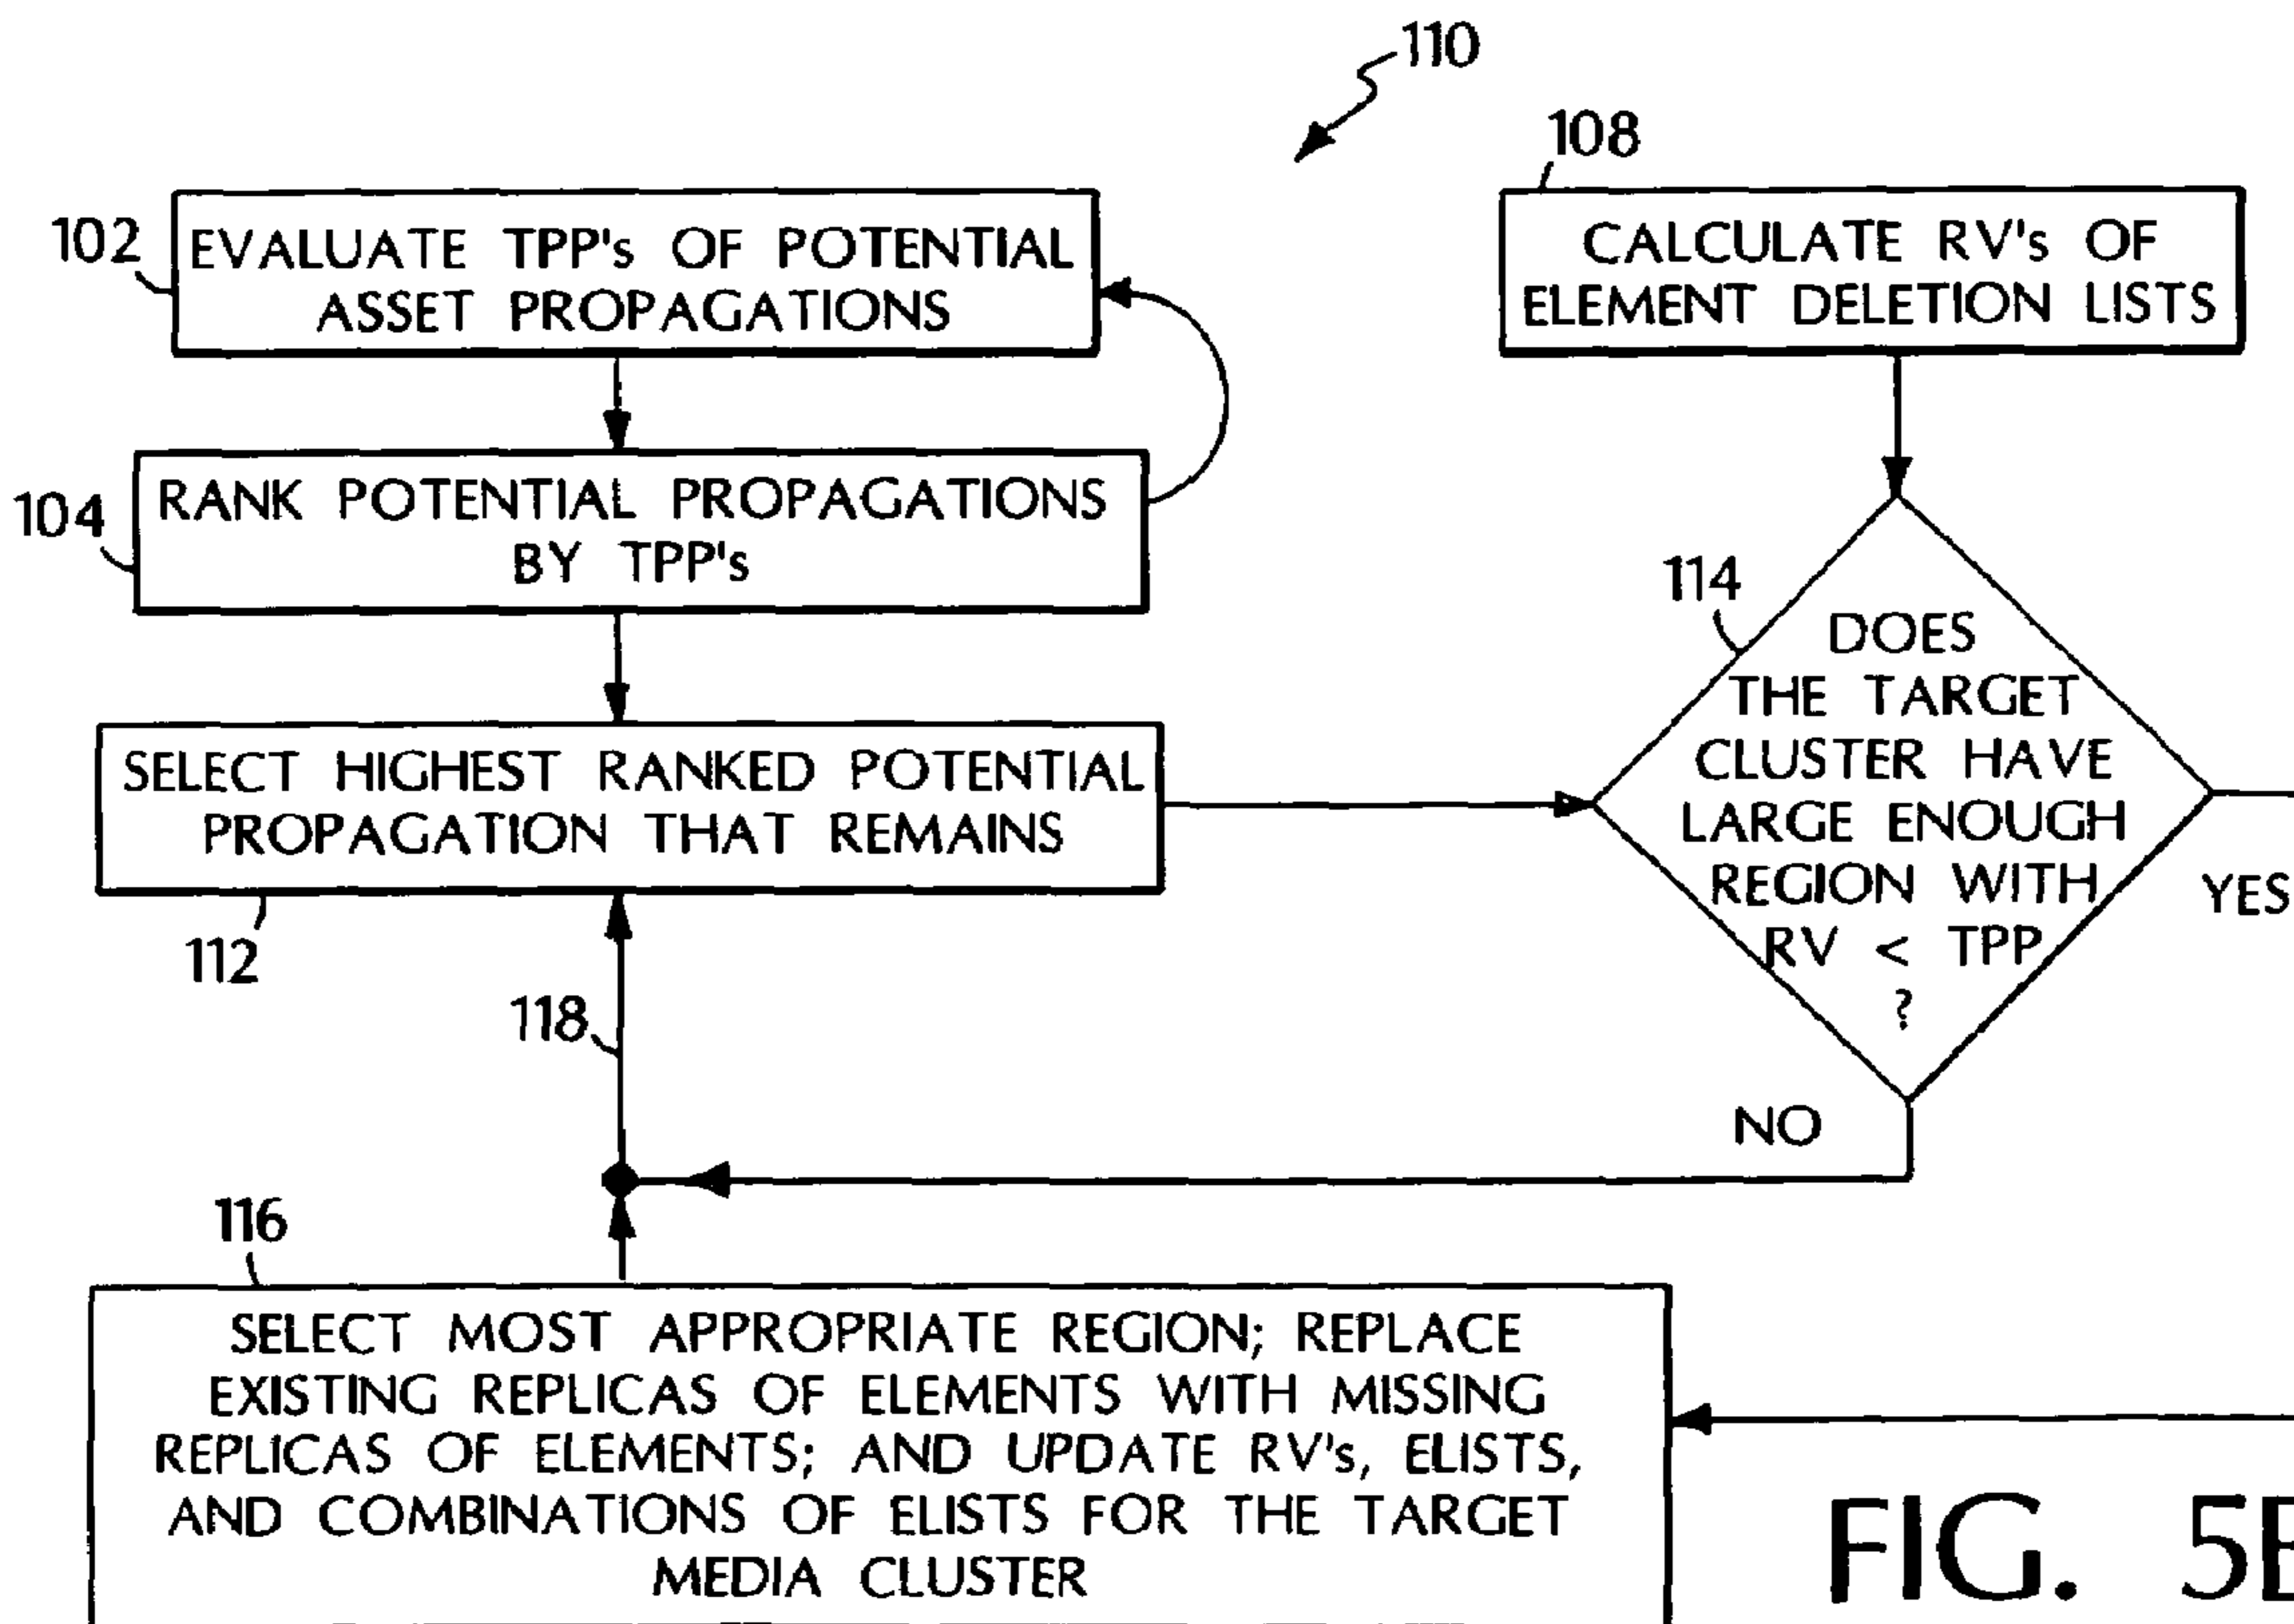 110
108
102
EVALUATE TPP's OF POTENTIAL
ASSET PROPAGATIONS
CALCULATE RV's OF
ELEMENT DELETION LISTS
104
RANK POTENTIAL PROPAGATIONS
BY TPP's
114
DOES
THE TARGET
CLUSTER HAVE
LARGE ENOUGH
REGION WITH
RV < TPP
?
YES
SELECT HIGHEST RANKED POTENTIAL
PROPAGATION THAT REMAINS
112
118
NO
116
SELECT MOST APPROPRIATE REGION; REPLACE
EXISTING REPLICAS OF ELEMENTS WITH MISSING
REPLICAS OF ELEMENTS; AND UPDATE RV's, ELISTS,
AND COMBINATIONS OF ELISTS FOR THE TARGET
MEDIA CLUSTER
FIG. 5B